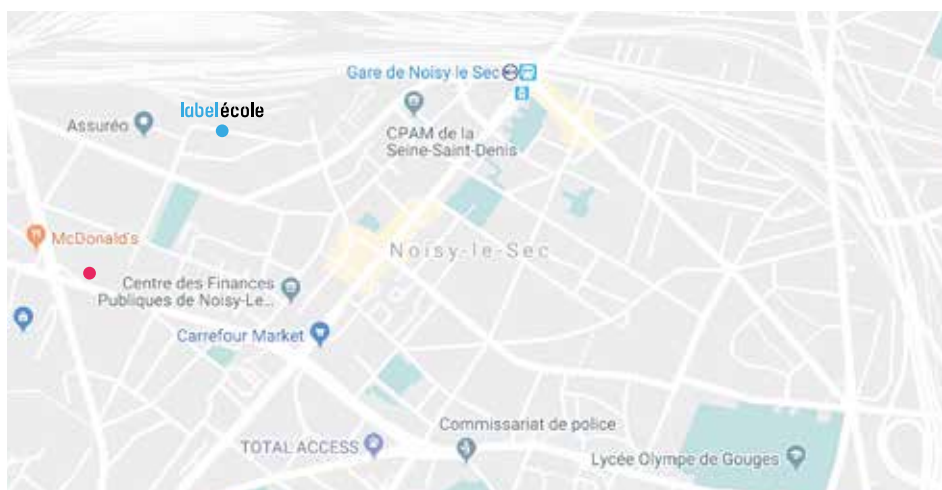 Gare de Noisy le Sec
labelécole
Assuréo
CPAM de la
Seine-Saint-Denis
McDonald's
Noisy-le-Sec
Centre des Finances
Publiques de Noisy-Le...
Carrefour Market
Commissariat de police
TOTAL ACCESS
Lycée Olympe de Gouges